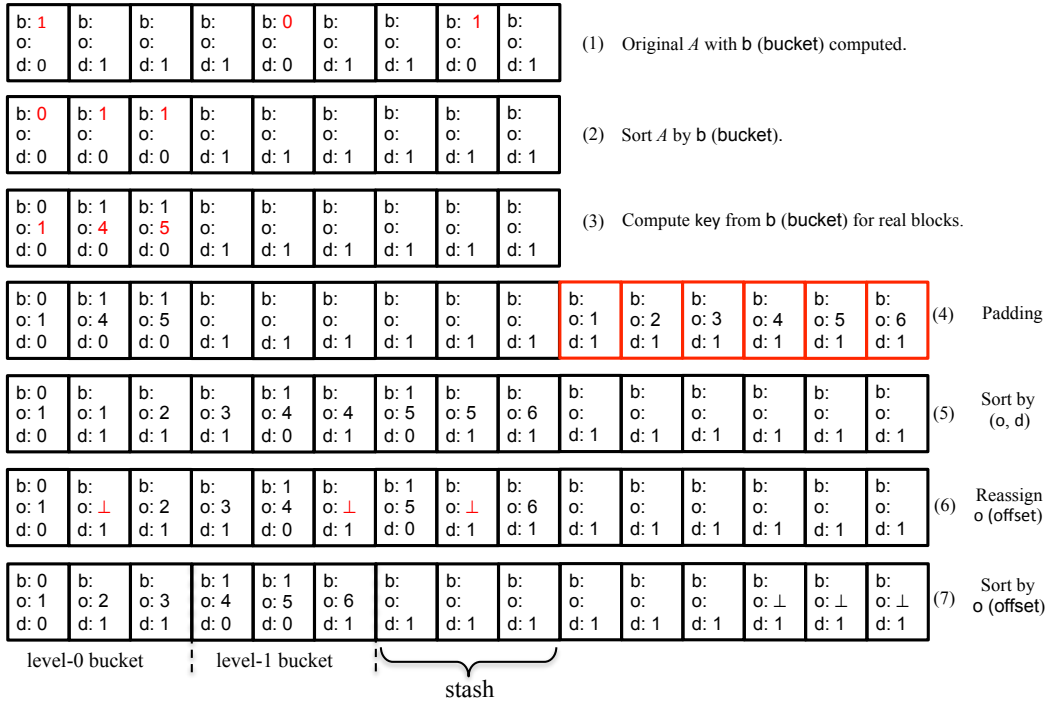 b: 1 b: b: b: b: 0 b: b: b: 1 b:
o: o: o: o: o: o: o: o: o:
d: 0 d: 1 d: 1 d: 1 d: 0 d: 1 d: 1 d: 0 d: 1
(1) Original A with b (bucket) computed.
b: 0 b: 1 b: 1 b: b: b: b: b: b:
o: o: o: o: o: o: o: o: o:
d: 0 d: 0 d: 0 d: 1 d: 1 d: 1 d: 1 d: 1 d: 1
(2) Sort A by b (bucket).
b: 0 b: 1 b: 1 b: b: b: b: b: b:
o: 1 o: 4 o: 5 o: o: o: o: o: o:
d: 0 d: 0 d: 0 d: 1 d: 1 d: 1 d: 1 d: 1 d: 1
(3) Compute key from b (bucket) for real blocks.
b: 0 b: 1 b: 1 b: b: b: b: b: b: b: b: b: b: b: b:
o: 1 o: 4 o: 5 o: o: o: o: o: o: o: 1 o: 2 o: 3 o: 4 o: 5 o: 6
d: 0 d: 0 d: 0 d: 1 d: 1 d: 1 d: 1 d: 1 d: 1 d: 1 d: 1 d: 1 d: 1 d: 1 d: 1
(4) Padding
b: 0 b: b: b: b: 1 b: b: 1 b: b: b: b: b: b: b: b:
o: 1 o: 1 o: 2 o: 3 o: 4 o: 4 o: 5 o: 5 o: 6 o: o: o: o: o: o: o:
d: 0 d: 1 d: 1 d: 1 d: 0 d: 1 d: 0 d: 1 d: 1 d: 1 d: 1 d: 1 d: 1 d: 1 d: 1
(5) Sort by
(o, d)
b: 0 b: b: b: b: 1 b: b: 1 b: b: b: b: b: b: b: b:
o: 1 o: ⊥ o: 2 o: 3 o: 4 o: ⊥ o: 5 o: ⊥ o: 6 o: o: o: o: o: o: o:
d: 0 d: 1 d: 1 d: 1 d: 0 d: 1 d: 0 d: 1 d: 1 d: 1 d: 1 d: 1 d: 1 d: 1 d: 1
(6) Reassign
o (offset)
b: 0 b: b: b: 1 b: 1 b: b: b: b: b: b: b: b: b: b:
o: 1 o: 2 o: 3 o: 4 o: 5 o: 6 o: o: o: o: o: o: o: ⊥ o: ⊥ o: ⊥
d: 0 d: 1 d: 1 d: 0 d: 0 d: 1 d: 1 d: 1 d: 1 d: 1 d: 1 d: 1 d: 1 d: 1 d: 1
(7) Sort by
o (offset)
level-0 bucket level-1 bucket
stash